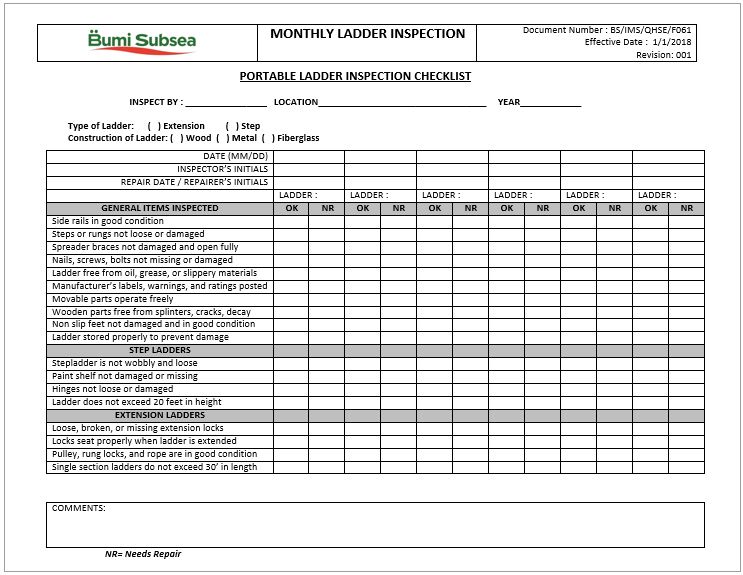 Bumi Subsea
MONTHLY LADDER INSPECTION
Document Number : BS/IMS/QHSE/F061
Effective Date : 1/1/2018
Revision: 001
PORTABLE LADDER INSPECTION CHECKLIST
INSPECT BY : ________________ LOCATION_________________________________ YEAR____________
Type of Ladder: ( ) Extension ( ) Step
Construction of Ladder: ( ) Wood ( ) Metal ( ) Fiberglass
DATE (MM/DD)
INSPECTOR'S INITIALS
REPAIR DATE / REPAIRER'S INITIALS
LADDER : LADDER : LADDER : LADDER : LADDER : LADDER :
GENERAL ITEMS INSPECTED OK NR OK NR OK NR OK NR OK NR OK NR
Side rails in good condition
Steps or rungs not loose or damaged
Spreader braces not damaged and open fully
Nails, screws, bolts not missing or damaged
Ladder free from oil, grease, or slippery materials
Manufacturer's labels, warnings, and ratings posted
Movable parts operate freely
Wooden parts free from splinters, cracks, decay
Non slip feet not damaged and in good condition
Ladder stored properly to prevent damage
STEP LADDERS
Stepladder is not wobbly and loose
Paint shelf not damaged or missing
Hinges not loose or damaged
Ladder does not exceed 20 feet in height
EXTENSION LADDERS
Loose, broken, or missing extension locks
Locks seat properly when ladder is extended
Pulley, rung locks, and rope are in good condition
Single section ladders do not exceed 30' in length
COMMENTS:
NR= Needs Repair